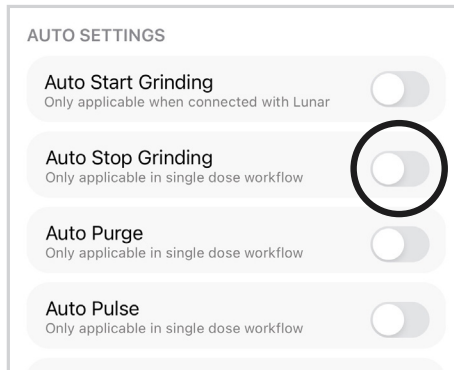 AUTO SETTINGS
Auto Start Grinding
Only applicable when connected with Lunar
Auto Stop Grinding
Only applicable in single dose workflow
Auto Purge
Only applicable in single dose workflow
Auto Pulse
Only applicable in single dose workflow